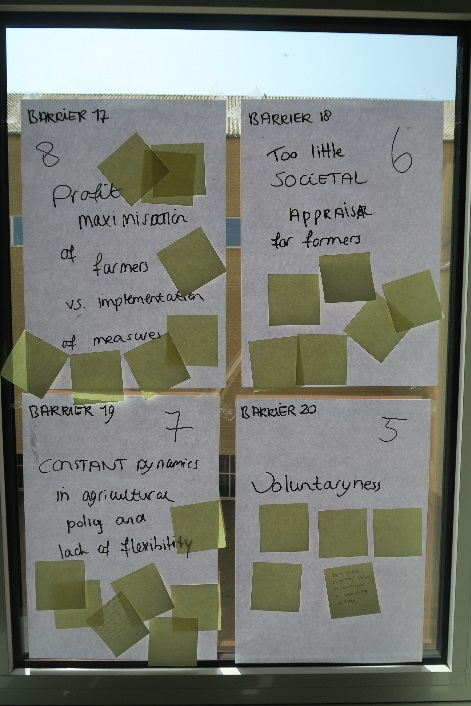 BARRIER 17
8
Profit
maximisation
of
farmers
vs. implementation
of measures
BARRIER 18
6
Too little
SOCIETAL
APPRAISA
for farmers
BARRIER 19
7
CONSTANT DYNAMICS
in agricultural
policy and
lack of flexibility
BARRIER 20
5
Voluntaryness